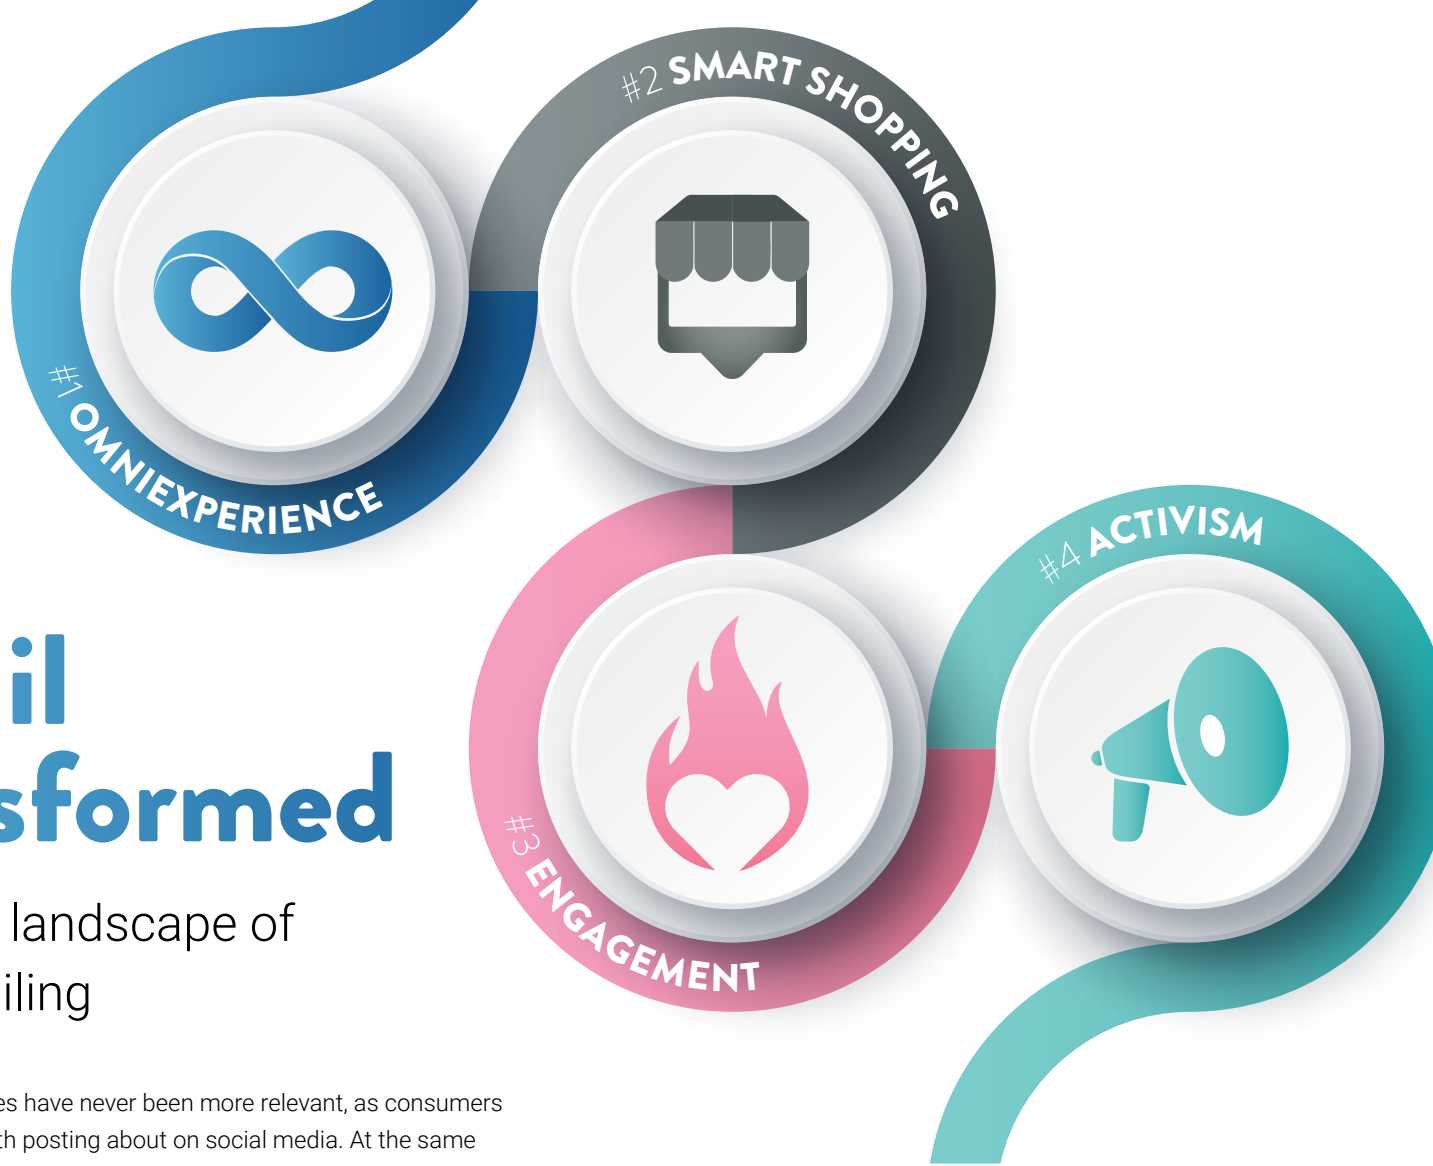 #1 OMNIEXPERIENCE
#2 SMART SHOPPING
#3 ENGAGEMENT
#4 ACTIVISM
il
sformed
landscape of
iling
es have never been more relevant, as consumers
th posting about on social media. At the same